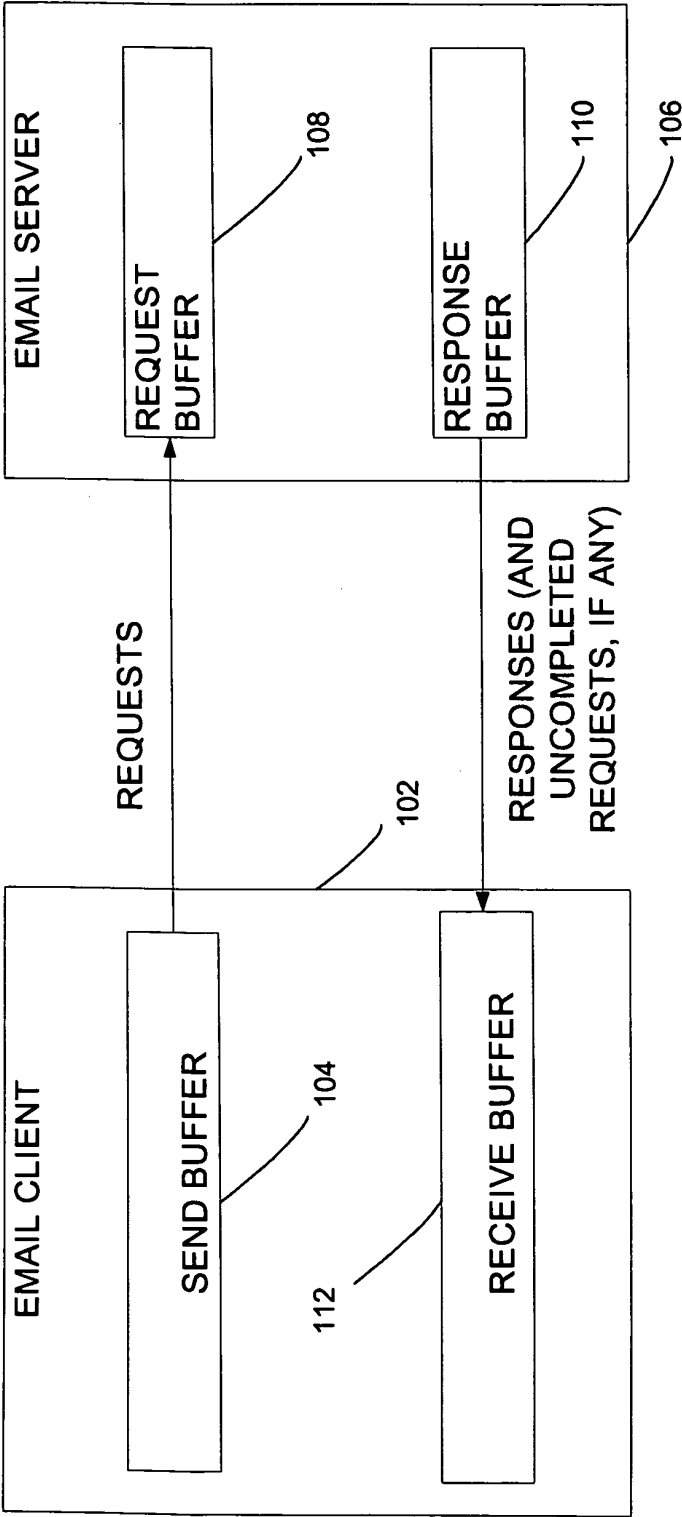 EMAIL CLIENT
SEND BUFFER
104
112
RECEIVE BUFFER
102
REQUESTS
RESPONSES (AND
UNCOMPLETED
REQUESTS, IF ANY)
EMAIL SERVER
REQUEST
BUFFER
108
RESPONSE
BUFFER
110
106